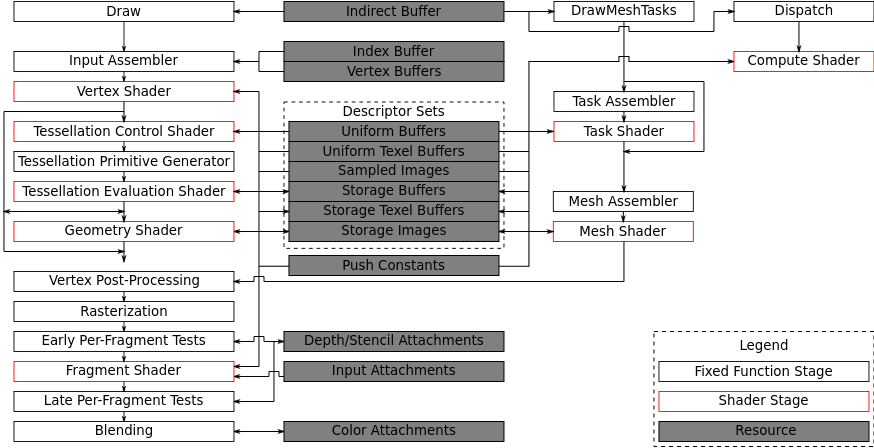 Draw
Indirect Buffer
DrawMeshTasks
Dispatch
Input Assembler
Index Buffer
Vertex Buffers
Compute Shader
Vertex Shader
Descriptor Sets
Task Assembler
Tessellation Control Shader
Uniform Buffers
Task Shader
Tessellation Primitive Generator
Uniform Texel Buffers
Sampled Images
Tessellation Evaluation Shader
Storage Buffers
Mesh Assembler
Storage Texel Buffers
Geometry Shader
Storage Images
Mesh Shader
Push Constants
Vertex Post-Processing
Rasterization
Early Per-Fragment Tests
Depth/Stencil Attachments
Legend
Fragment Shader
Input Attachments
Fixed Function Stage
Late Per-Fragment Tests
Shader Stage
Blending
Color Attachments
Resource